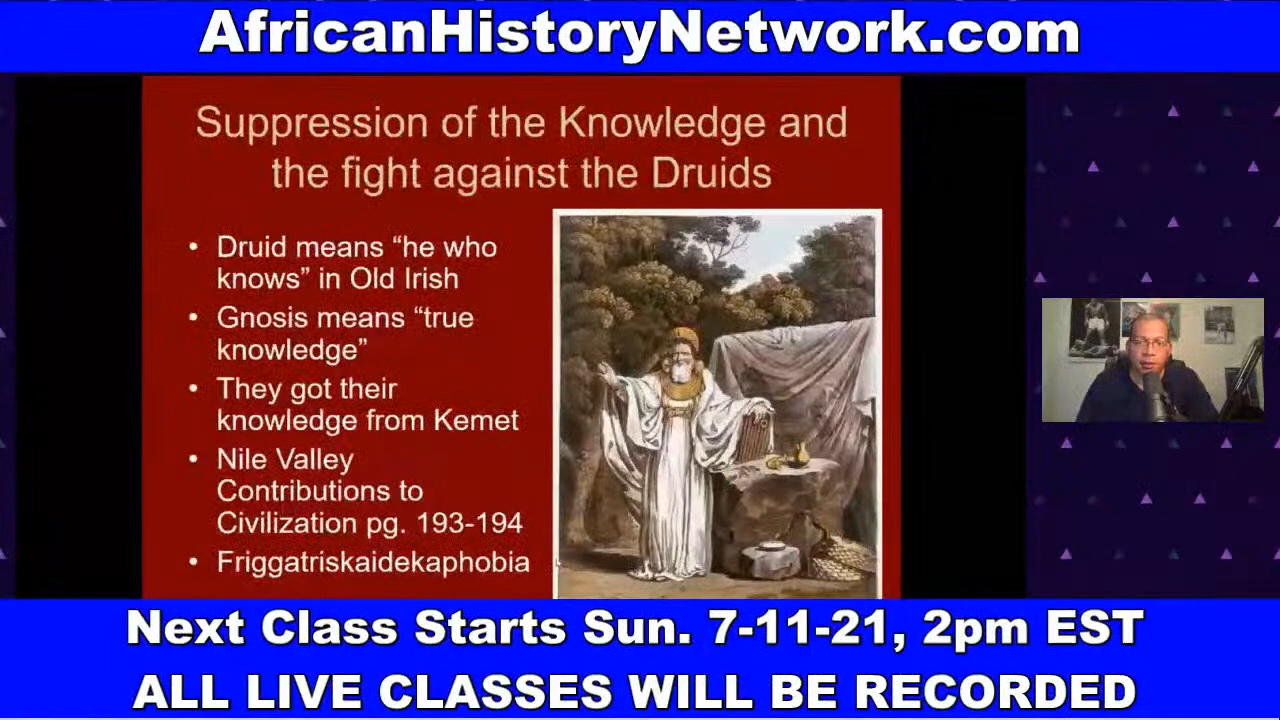 AfricanHistoryNetwork.com
Suppression of the Knowledge and
the fight against the Druids
• Druid means “he who
knows” in Old Irish
• Gnosis means “true
knowledge”
• They got their
knowledge from Kemet
• Nile Valley
Contributions to
Civilization pg. 193-194
• Friggatriskaidekaphobia
Next Class Starts Sun. 7-11-21, 2pm EST
ALL LIVE CLASSES WILL BE RECORDED